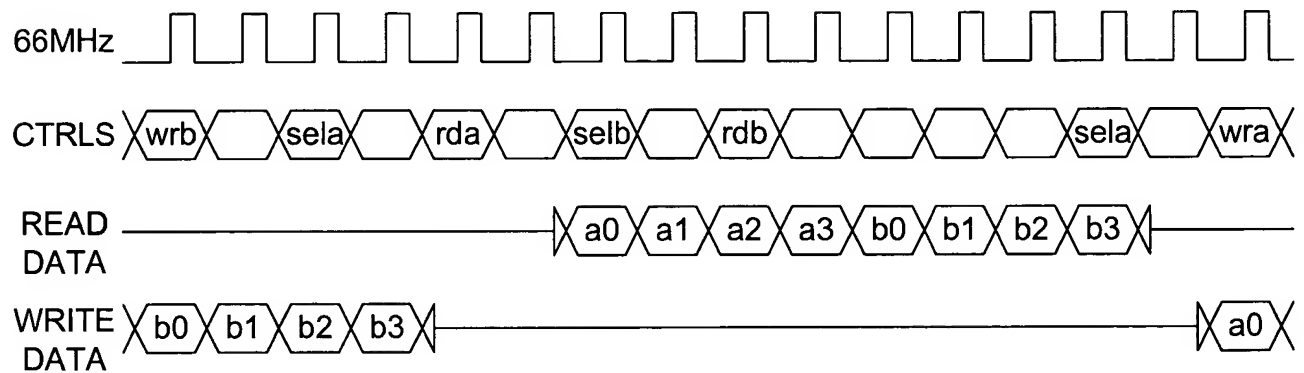 66MHz
CTRLS wrb sela rda selb rdb sela wra
READ DATA a0 a1 a2 a3 b0 b1 b2 b3
WRITE DATA b0 b1 b2 b3 a0